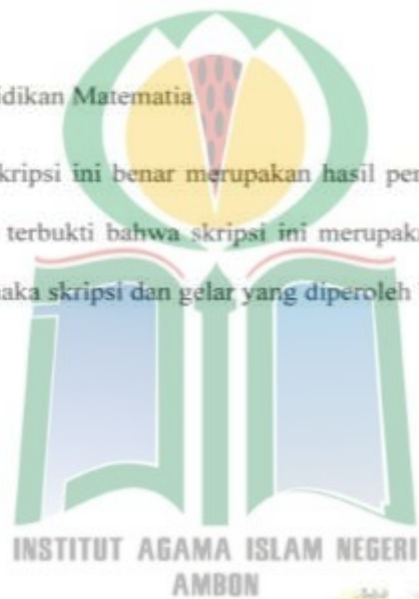 didikan Matematia
kripsi ini benar merupakan hasil pen
terbukti bahwa skripsi ini merupak
naka skripsi dan gelar yang diperoleh
INSTITUT AGAMA ISLAM NEGERI
AMBON